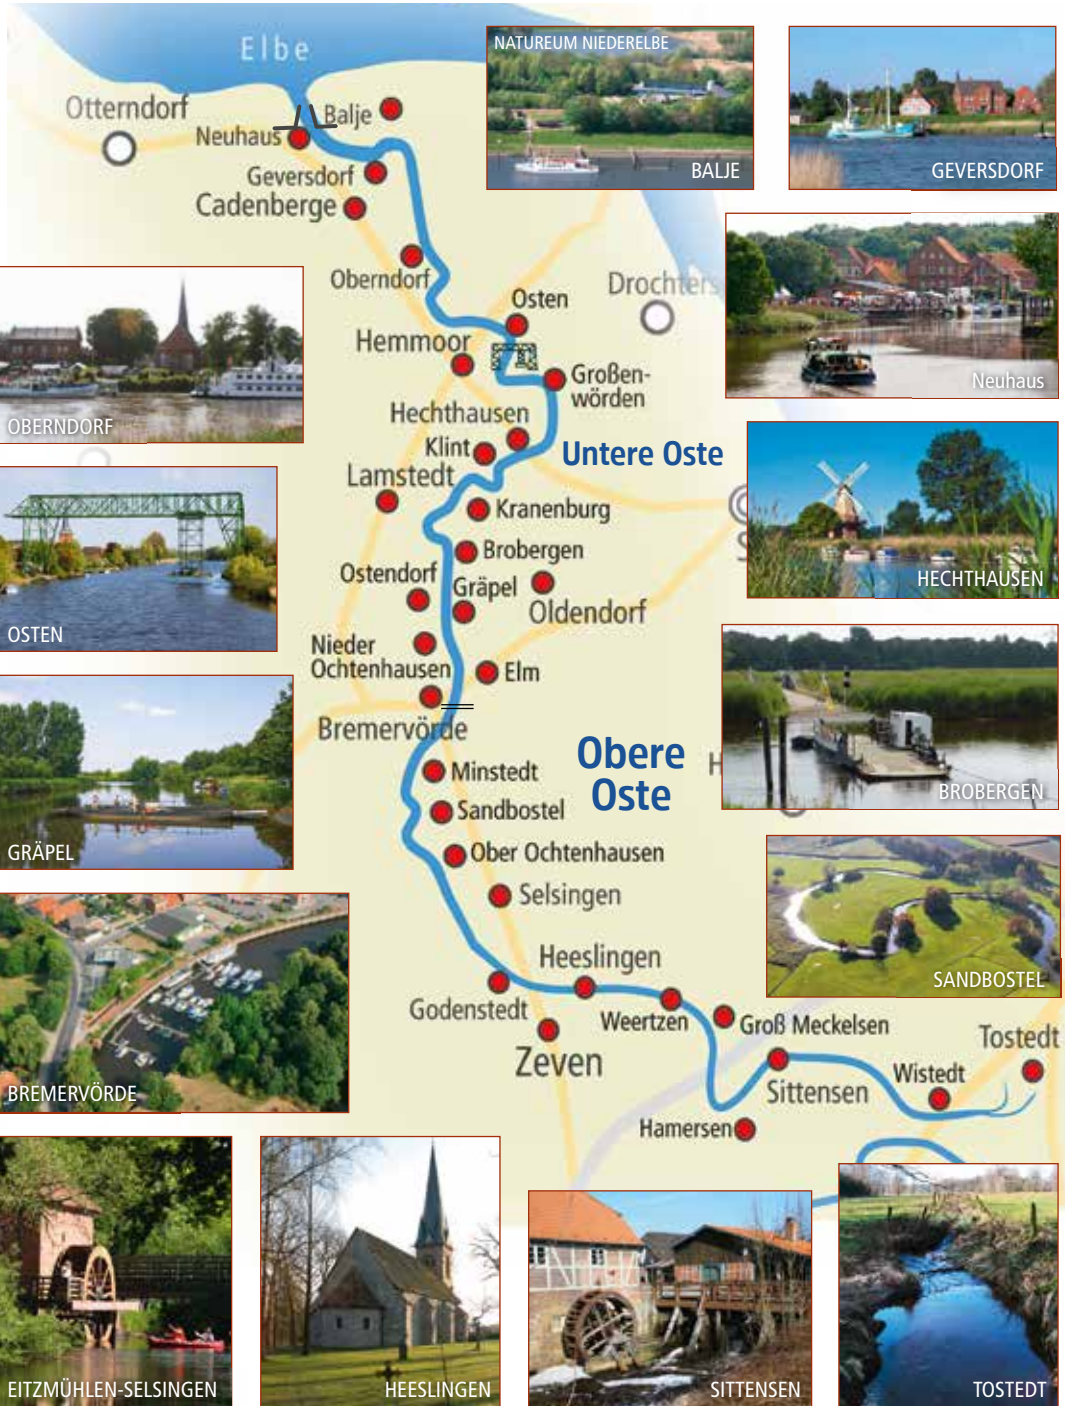 Elbe
NATUREUM NIEDERELBE
BALJE
GEVERSDORF
Otterndorf
Balje
Neuhaus
Geversdorf
Cadenberge
Oberndorf
Osten
Drochters
Neuhaus
OBERNDORF
Hemmoor
Großen-
wörden
Hechthausen
Klint
Untere Oste
Lamstedt
Kranenburg
HECHTHAUSEN
OSTEN
Brobergen
Ostendorf
Gräpel
Oldendorf
Nieder
Ochtenhausen
Elm
Bremervörde
Obere
Oste
H
BROBERGEN
GRÄPEL
Minstedt
Sandbostel
Ober Ochtenhausen
Selsingen
SANDBOSTEL
BREMERVÖRDE
Heeslingen
Godenstedt
Weertzen
Groß Meckelsen
Zeven
Tostedt
Sittensen
Wistedt
Hamersen
EITZMÜHLEN-SELSINGEN
HEESLINGEN
SITTENSEN
TOSTEDT